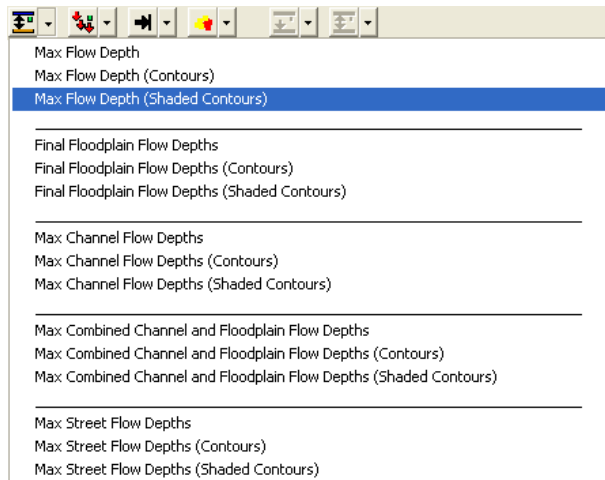 Max Flow Depth
Max Flow Depth (Contours)
Max Flow Depth (Shaded Contours)
Final Floodplain Flow Depths
Final Floodplain Flow Depths (Contours)
Final Floodplain Flow Depths (Shaded Contours)
Max Channel Flow Depths
Max Channel Flow Depths (Contours)
Max Channel Flow Depths (Shaded Contours)
Max Combined Channel and Floodplain Flow Depths
Max Combined Channel and Floodplain Flow Depths (Contours)
Max Combined Channel and Floodplain Flow Depths (Shaded Contours)
Max Street Flow Depths
Max Street Flow Depths (Contours)
Max Street Flow Depths (Shaded Contours)